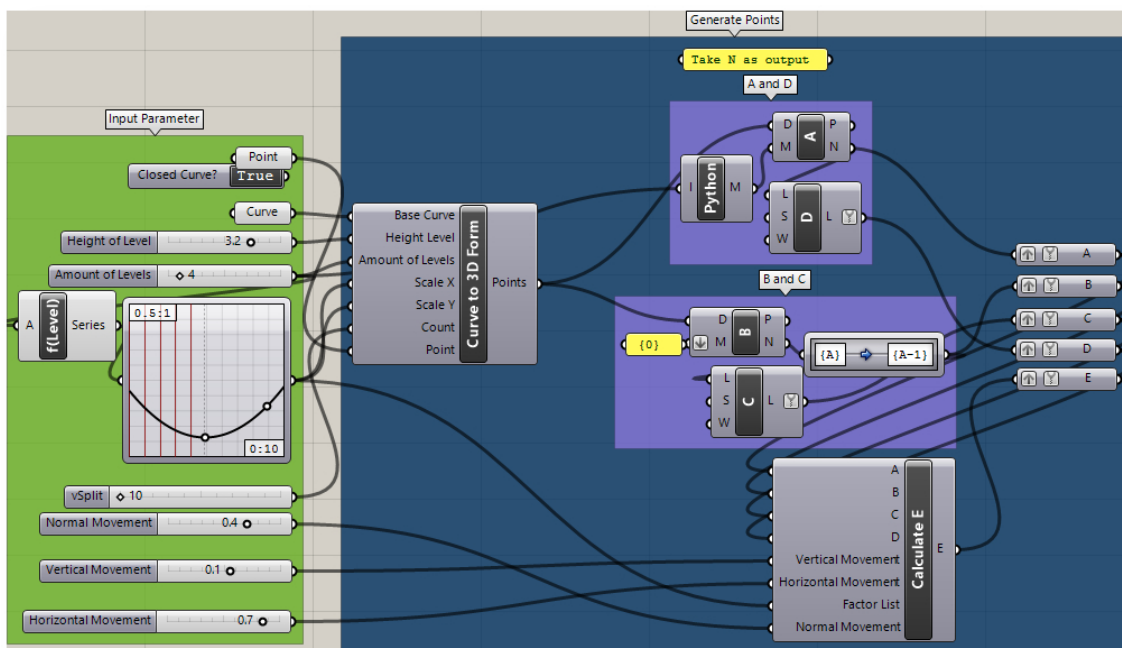 Generate Points
Take N as output
A and D
D
M
A
P
N
I
Python
M
L
S
W
D
L
Input Parameter
Point
Closed Curve? True
Curve
Height of Level 3.2
Amount of Levels 4
A
f(Level)
Series
0.5:1
0:10
vSplit 10
Normal Movement 0.4
Vertical Movement 0.1
Horizontal Movement 0.7
Base Curve
Height Level
Amount of Levels
Scale X
Scale Y
Count
Point
Curve to 3D Form
Points
B and C
{0}
D
M
B
P
N
{A} {A-1}
L
S
W
C
L
A
B
C
D
E
A
B
C
D
Vertical Movement
Horizontal Movement
Factor List
Normal Movement
Calculate E
E